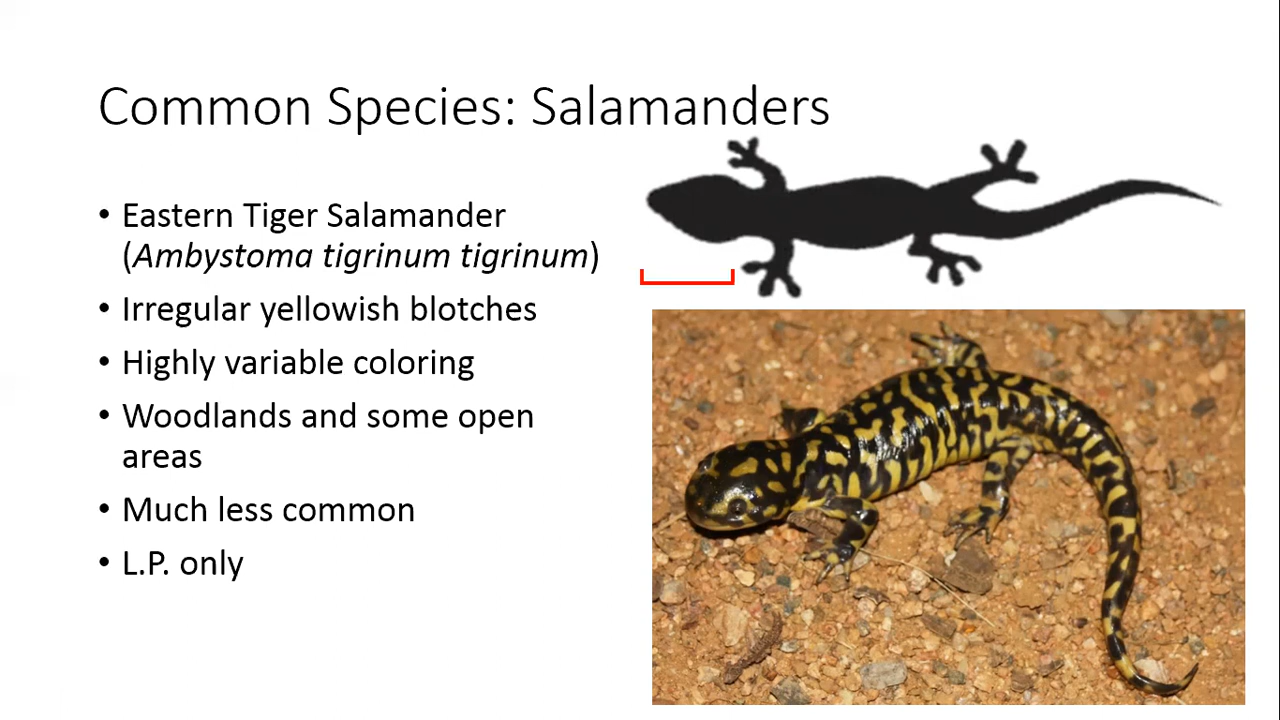 Common Species: Salamanders
• Eastern Tiger Salamander
(Ambystoma tigrinum tigrinum)
• Irregular yellowish blotches
• Highly variable coloring
• Woodlands and some open
areas
• Much less common
• L.P. only